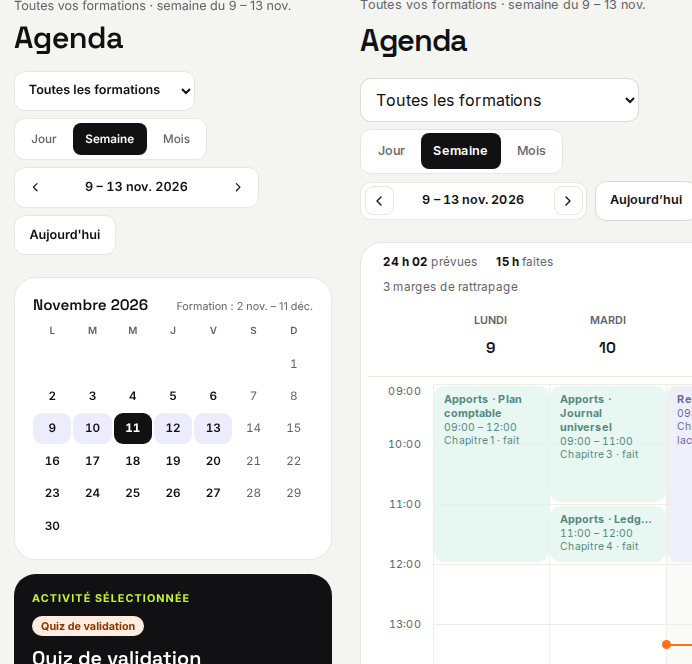 Toutes vos formations · semaine du 9 – 13 nov.
Agenda
Toutes les formations
Jour Semaine Mois
9 – 13 nov. 2026
Aujourd'hui
Novembre 2026 Formation : 2 nov. – 11 déc.
L M M J V S D
1
2 3 4 5 6 7 8
9 10 11 12 13 14 15
16 17 18 19 20 21 22
23 24 25 26 27 28 29
30
ACTIVITÉ SÉLECTIONNÉE
Quiz de validation
Quiz de validation
Toutes vos formations · semaine du 9 – 13 nov.
Agenda
Toutes les formations
Jour Semaine Mois
9 – 13 nov. 2026 Aujourd’hui
24 h 02 prévues 15 h faites
3 marges de rattrapage
LUNDI MARDI
9 10
09:00
10:00
11:00
12:00
13:00
Apports · Plan
comptable
09:00 – 12:00
Chapitre 1 · fait
Apports ·
Journal
universel
09:00 – 11:00
Chapitre 3 · fait
Apports · Ledg...
11:00 – 12:00
Chapitre 4 · fait
Re
09:
Ch
lac